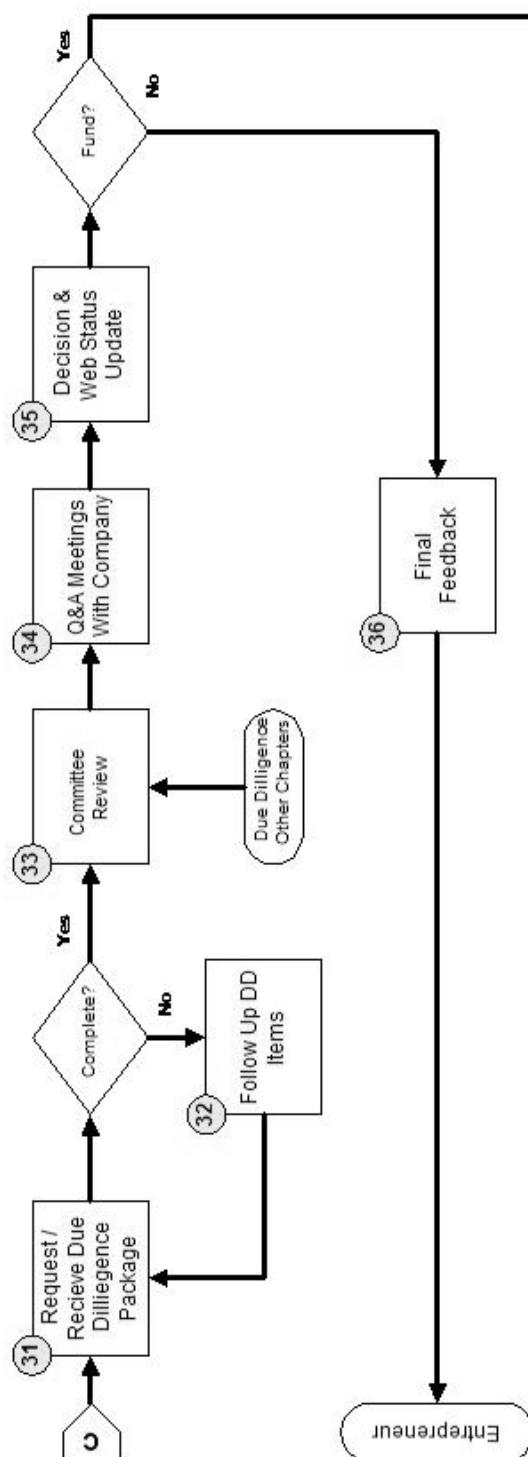 C
31
Request /
Recieve Due
Dilliegence
Package
Complete?
Yes
No
32
Follow Up DD
Items
33
Committee
Review
Due Dilligence
Other Chapters
34
Q&A Meetings
With Company
35
Decision &
Web Status
Update
Fund?
Yes
No
36
Final
Feedback
Entrepreneur